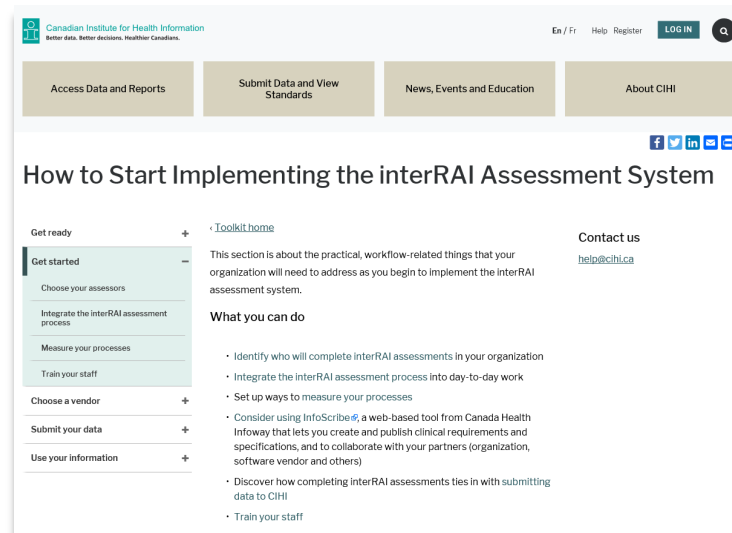 Canadian Institute for Health Information
Better data. Better decisions. Healthier Canadians.
En / Fr Help Register LOG IN
Access Data and Reports
Submit Data and View
Standards
News, Events and Education
About CIHI
How to Start Implementing the interRAI Assessment System
Get ready +
Get started −
Choose your assessors
Integrate the interRAI assessment
process
Measure your processes
Train your staff
Choose a vendor +
Submit your data +
Use your information +
‹ Toolkit home
This section is about the practical, workflow-related things that your
organization will need to address as you begin to implement the interRAI
assessment system.
What you can do
• Identify who will complete interRAI assessments in your organization
• Integrate the interRAI assessment process into day-to-day work
• Set up ways to measure your processes
• Consider using InfoScribe, a web-based tool from Canada Health
Infoway that lets you create and publish clinical requirements and
specifications, and to collaborate with your partners (organization,
software vendor and others)
• Discover how completing interRAI assessments ties in with submitting
data to CIHI
• Train your staff
Contact us
help@cihi.ca